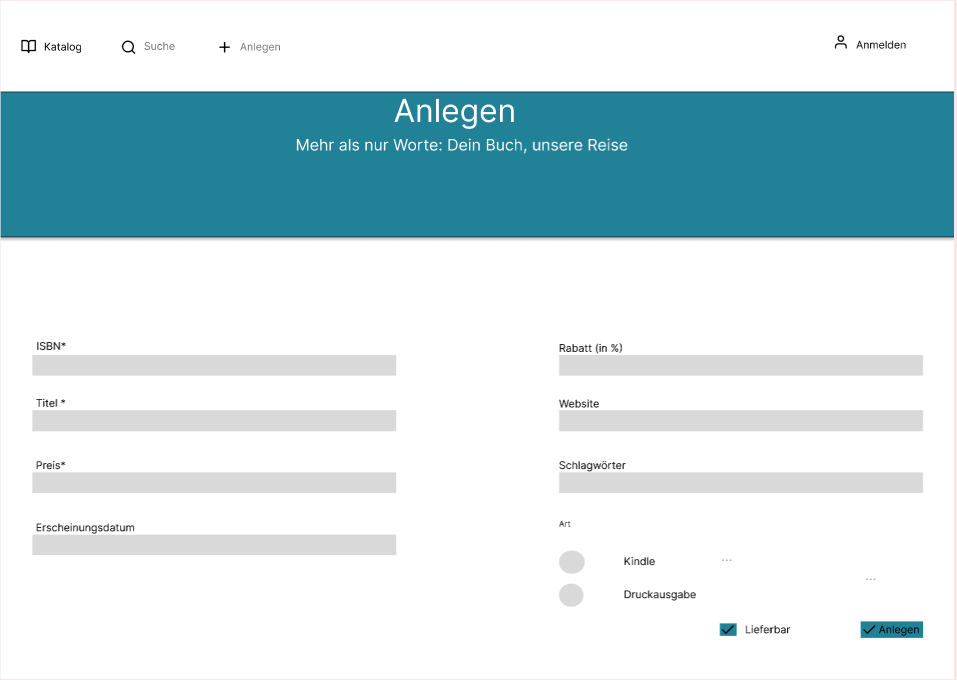 Katalog
Suche
Anlegen
Anmelden
Anlegen
Mehr als nur Worte: Dein Buch, unsere Reise
ISBN*
Rabatt (in %)
Titel *
Website
Preis*
Schlagwörter
Erscheinungsdatum
Art
Kindle
...
...
Druckausgabe
Lieferbar
Anlegen